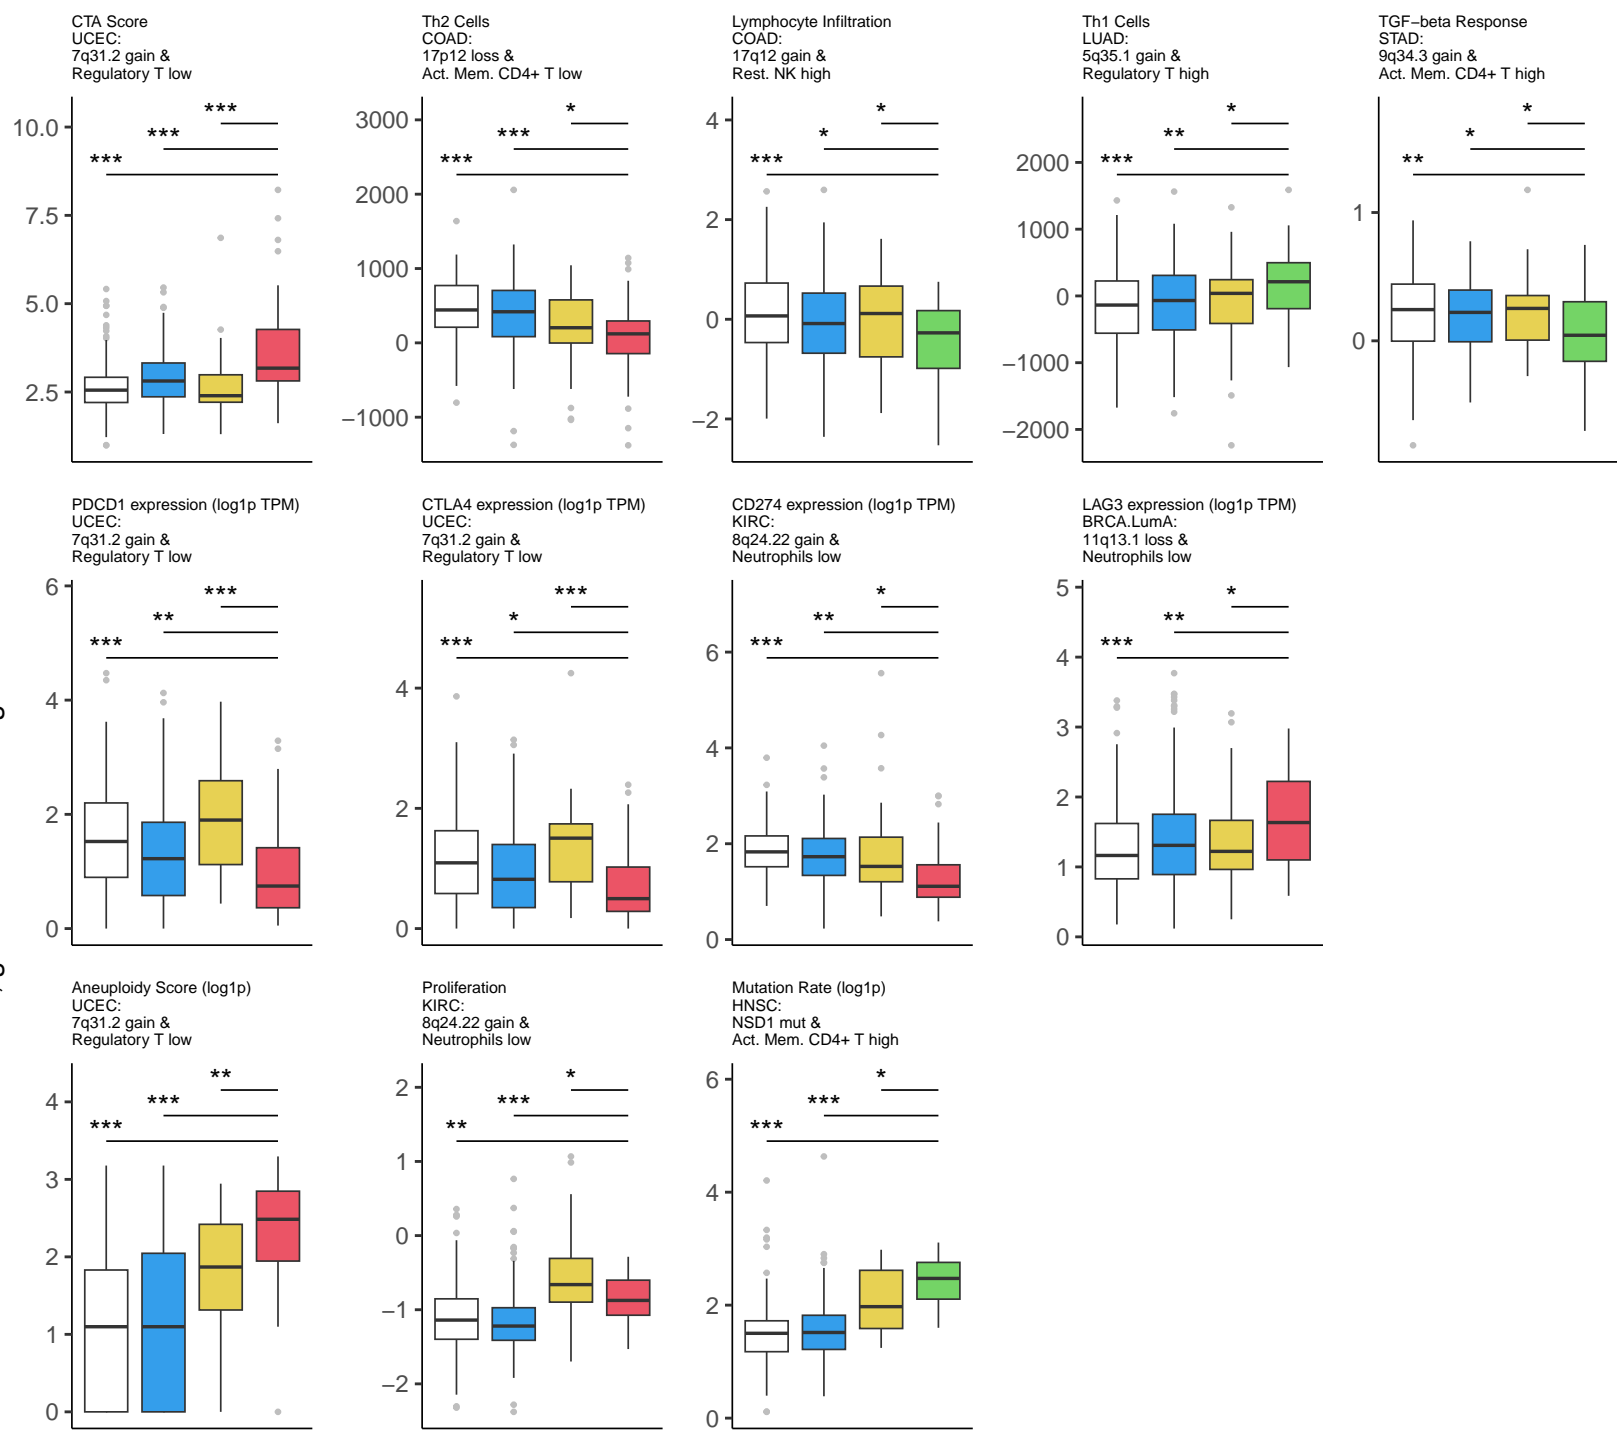 CTA Score
UCEC:
7q31.2 gain &
Regulatory T low
***
***
***
10.0
7.5
5.0
2.5
Th2 Cells
COAD:
17p12 loss &
Act. Mem. CD4+ T low
*
***
***
3000
2000
1000
0
−1000
Lymphocyte Infiltration
COAD:
17q12 gain &
Rest. NK high
*
*
***
4
2
0
−2
Th1 Cells
LUAD:
5q35.1 gain &
Regulatory T high
*
**
***
2000
1000
0
−1000
−2000
TGF−beta Response
STAD:
9q34.3 gain &
Act. Mem. CD4+ T high
*
*
**
1
0
PDCD1 expression (log1p TPM)
UCEC:
7q31.2 gain &
Regulatory T low
***
**
***
6
4
2
0
CTLA4 expression (log1p TPM)
UCEC:
7q31.2 gain &
Regulatory T low
***
*
***
4
2
0
CD274 expression (log1p TPM)
KIRC:
8q24.22 gain &
Neutrophils low
*
**
***
6
4
2
0
LAG3 expression (log1p TPM)
BRCA.LumA:
11q13.1 loss &
Neutrophils low
*
**
***
5
4
3
2
1
0
Aneuploidy Score (log1p)
UCEC:
7q31.2 gain &
Regulatory T low
**
***
***
4
3
2
1
0
Proliferation
KIRC:
8q24.22 gain &
Neutrophils low
*
***
**
2
1
0
−1
−2
Mutation Rate (log1p)
HNSC:
NSD1 mut &
Act. Mem. CD4+ T high
*
***
***
6
4
2
0